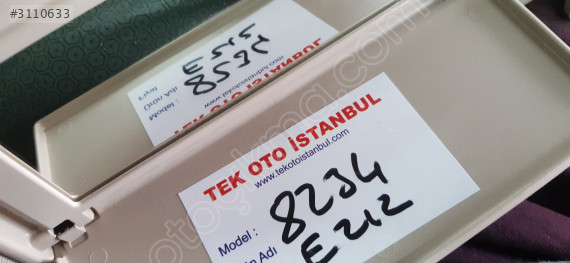 #3110633
TEK OTO İSTANBUL
www.tekotoistanbul.com
Model : 8234
E212